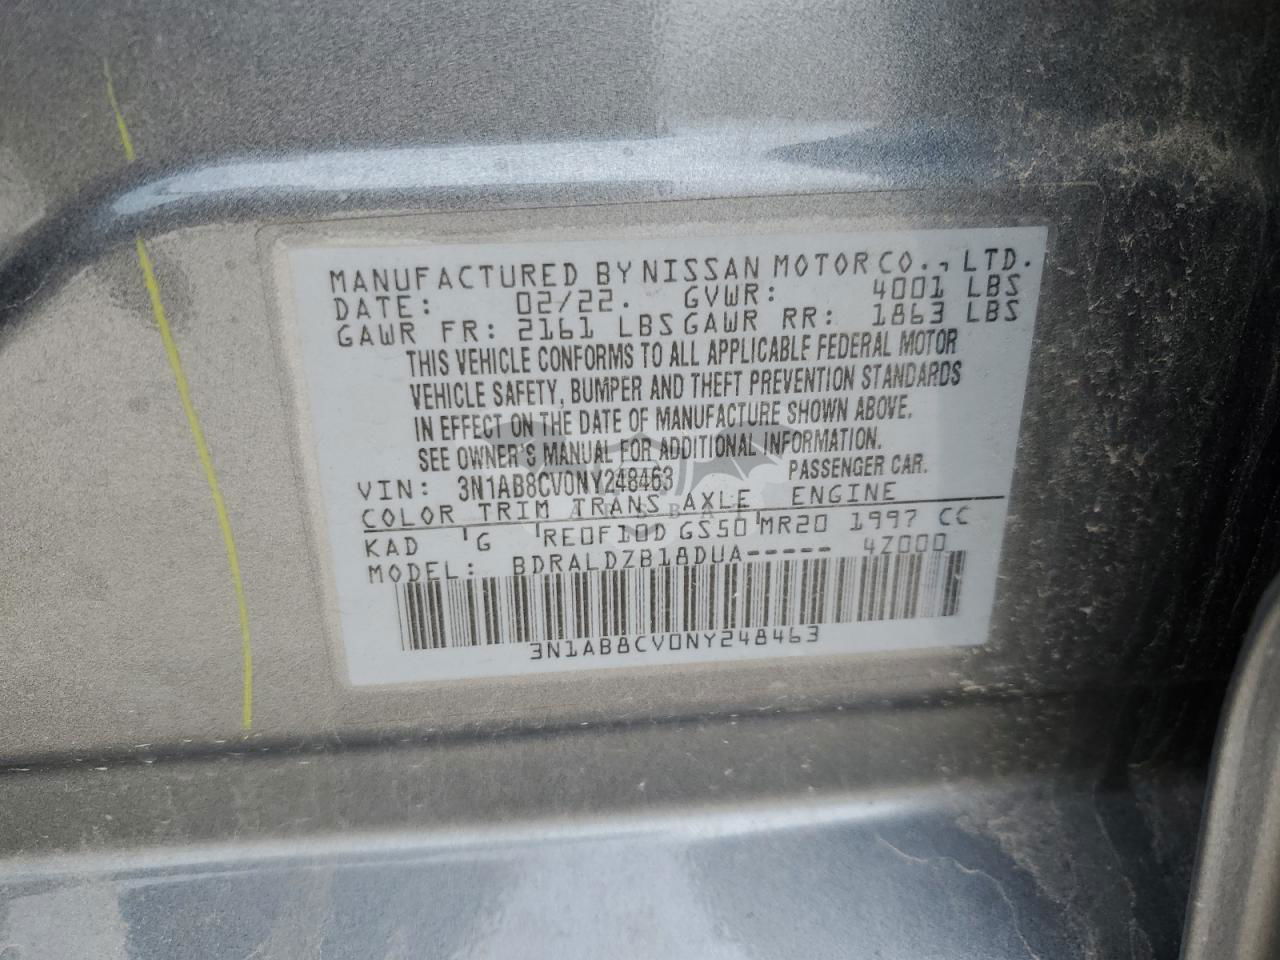 MANUFACTURED BY NISSAN MOTOR CO., LTD.
DATE: 02/22. GVWR: 4001 LBS
GAWR FR: 2161 LBS GAWR RR: 1863 LBS
THIS VEHICLE CONFORMS TO ALL APPLICABLE FEDERAL MOTOR
VEHICLE SAFETY, BUMPER AND THEFT PREVENTION STANDARDS
IN EFFECT ON THE DATE OF MANUFACTURE SHOWN ABOVE.
SEE OWNER'S MANUAL FOR ADDITIONAL INFORMATION.
VIN: 3N1AB8CV0NY248463 PASSENGER CAR.
COLOR TRIM TRANS AXLE ENGINE
KAD 'G 'RE0F10D GS50 'MR20 1997 CC
MODEL: BDRALDZB18DUA----- 4Z000
3N1AB8CV0NY248463